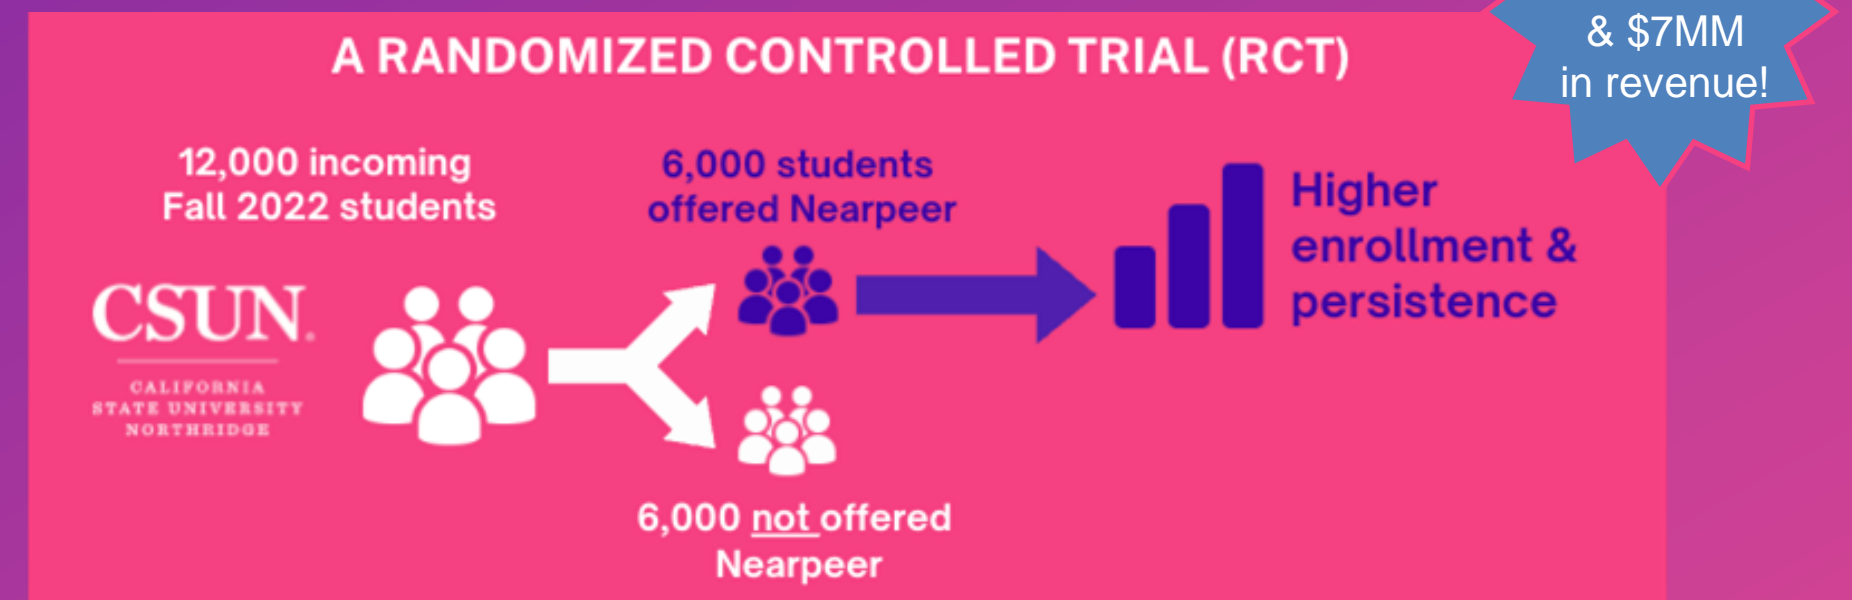 A RANDOMIZED CONTROLLED TRIAL (RCT)
& $7MM
in revenue!
12,000 incoming
Fall 2022 students
6,000 students
offered Nearpeer
Higher
enrollment &
persistence
CSUN®
CALIFORNIA
STATE UNIVERSITY
NORTHRIDGE
6,000 not offered
Nearpeer